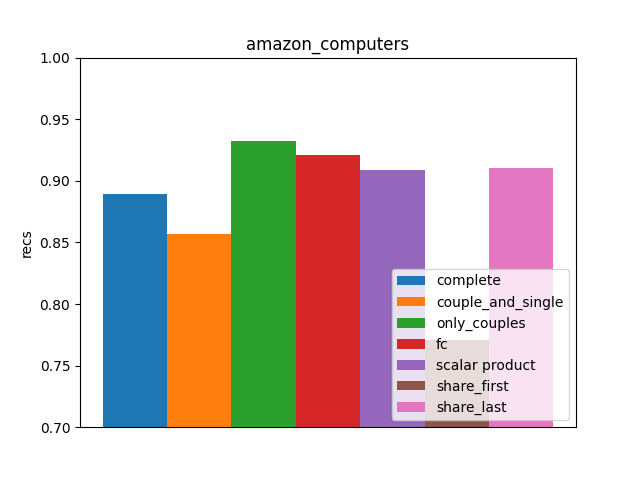 amazon_computers
1.00
0.95
0.90
0.85
0.80
0.75
0.70
recs
complete
couple_and_single
only_couples
fc
scalar product
share_first
share_last